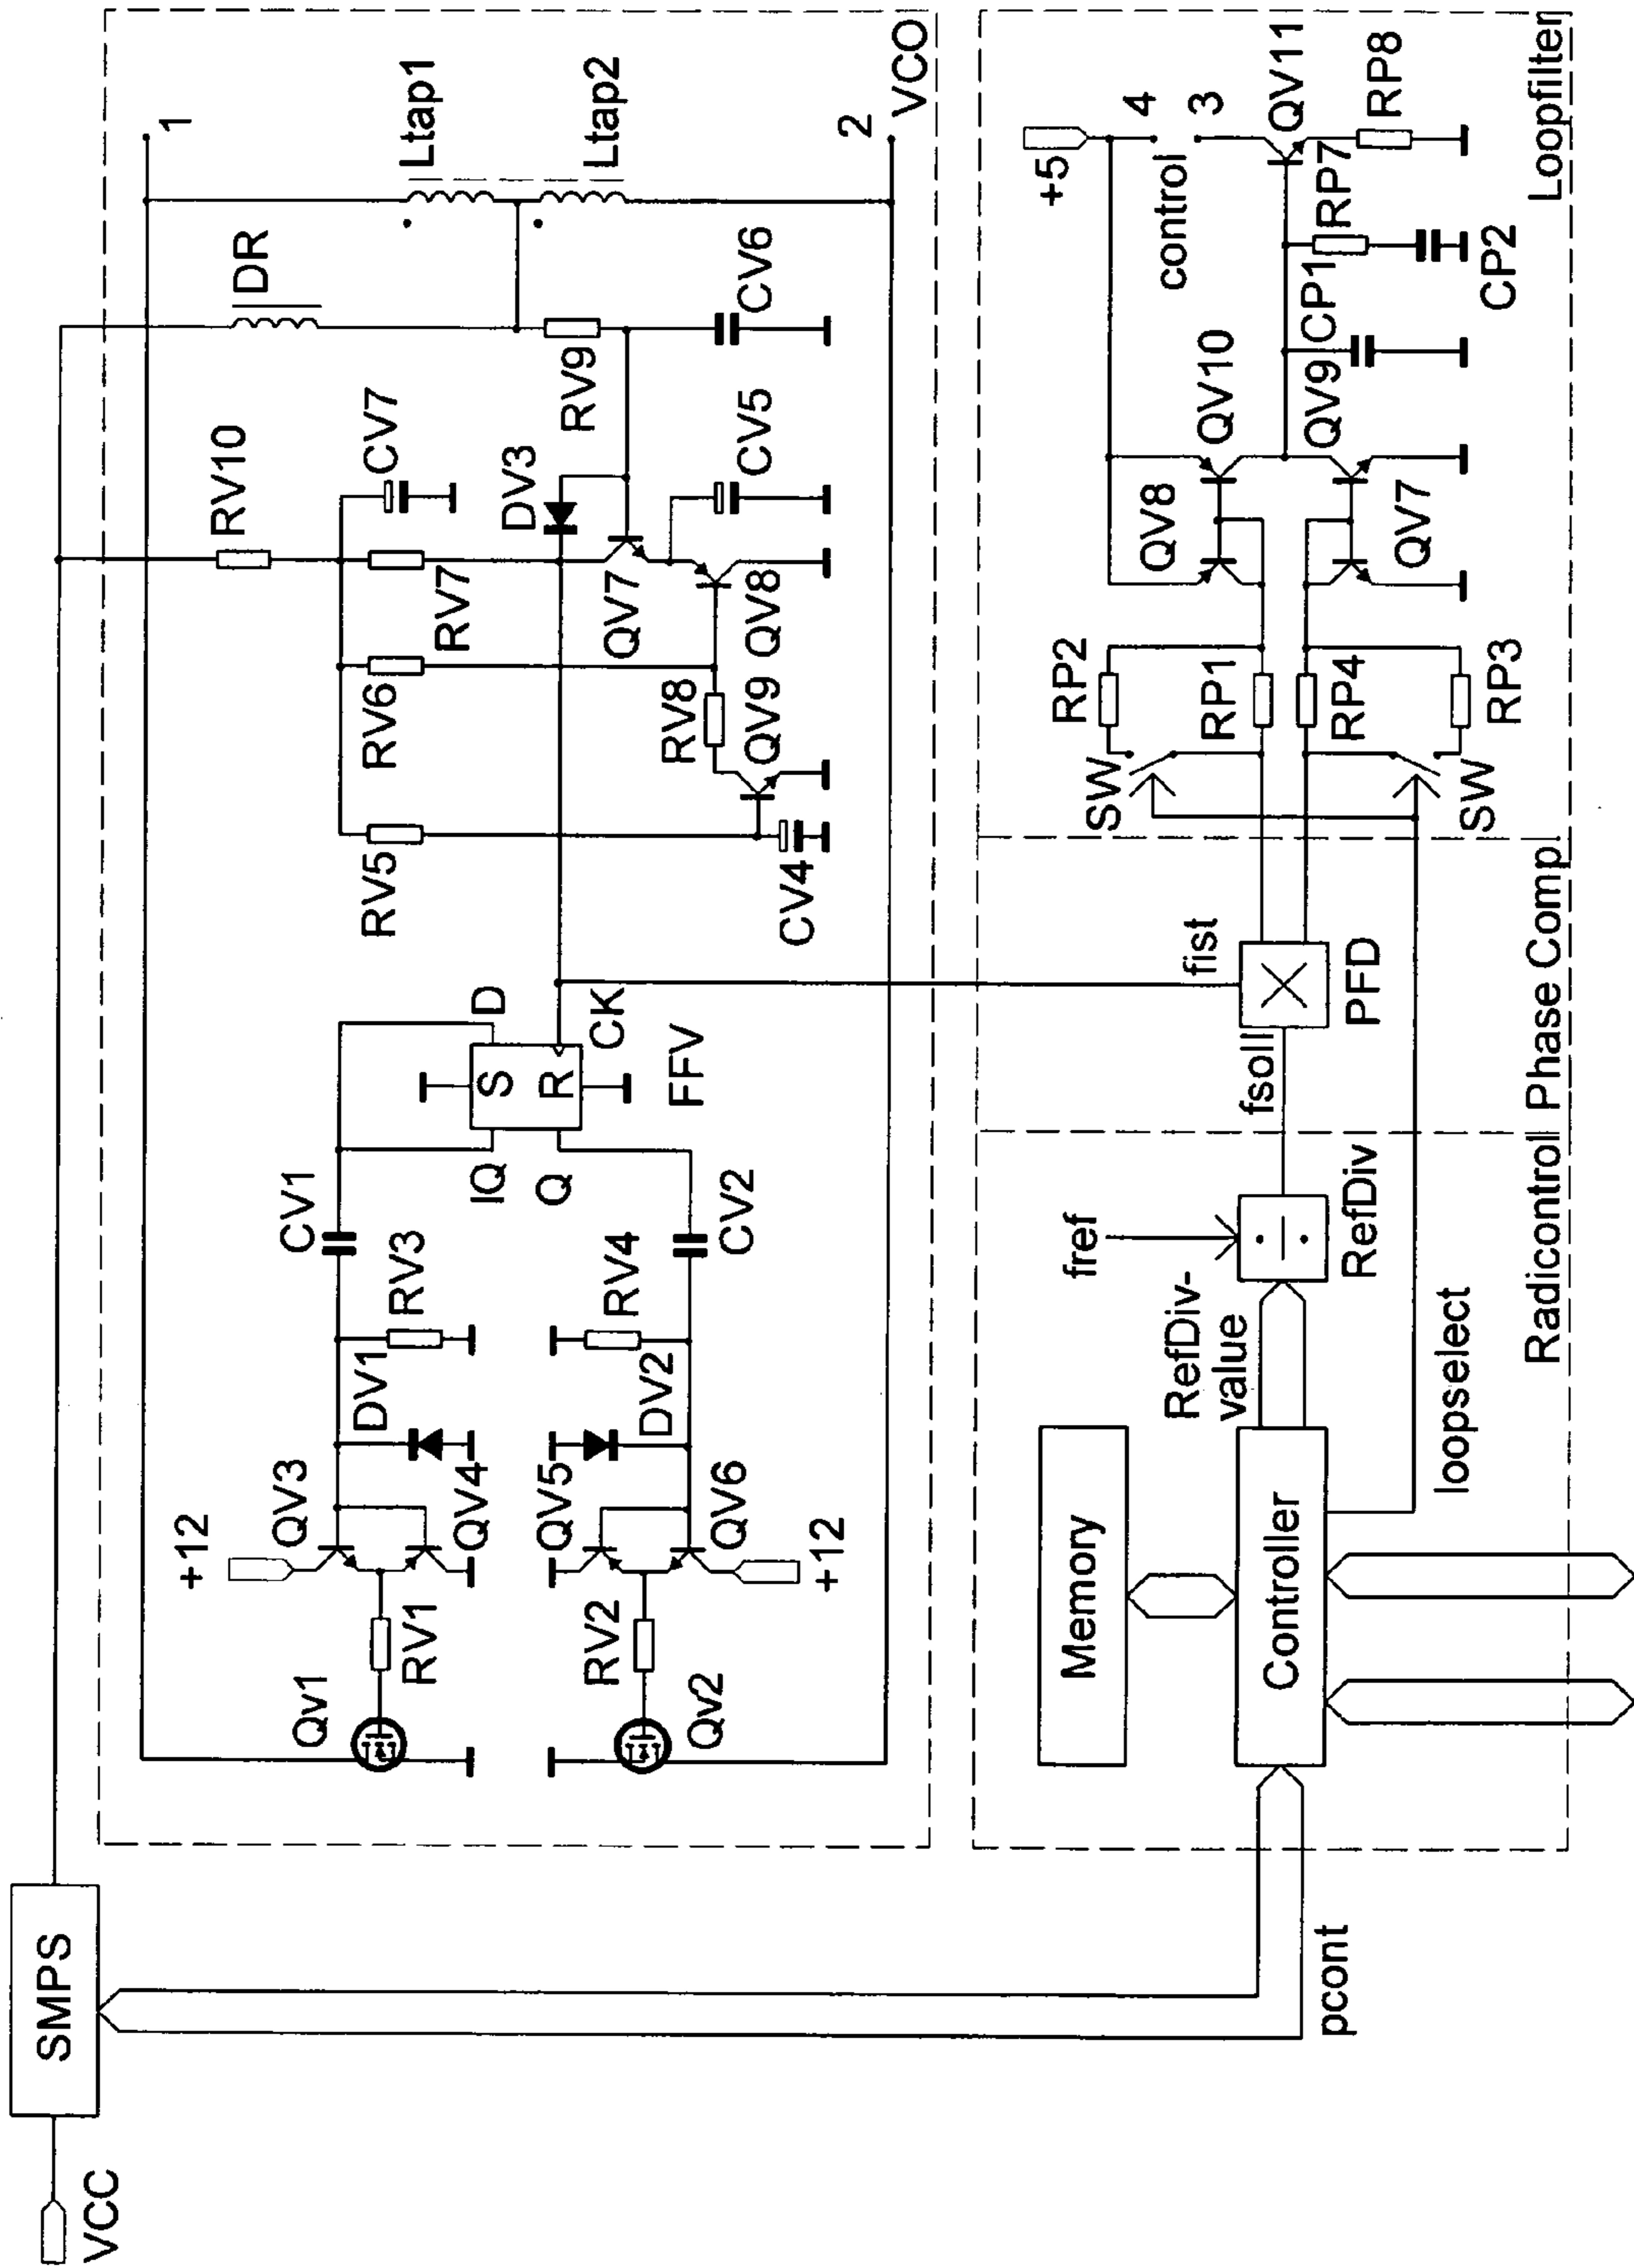 VCC
SMPS
pcont
+12
QV3
Qv1
RV1
QV4
DV1
RV3
CV1
RV2
Qv2
QV5
QV6
+12
DV2
RV4
CV2
IQ
Q
S
R
D
CK
FFV
RV10
CV7
RV5
RV6
RV7
DV3
QV7
QV8
QV9
RV8
CV4
CV5
DR
RV9
CV6
1
Ltap1
Ltap2
2
VCO
Memory
Controller
RefDiv-
value
fref
RefDiv
loopselect
Radicontrol
fsoll
fist
PFD
Phase Comp
SW
RP2
RP1
RP4
RP3
SW
QV8
QV10
QV9
QV7
CP1
RP7
CP2
+5
4
control
3
QV11
RP8
Loopfilter